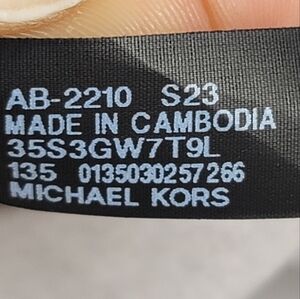 AB-2210 S23
MADE IN CAMBODIA
35S3GW7T9L
135 0135030257266
MICHAEL KORS